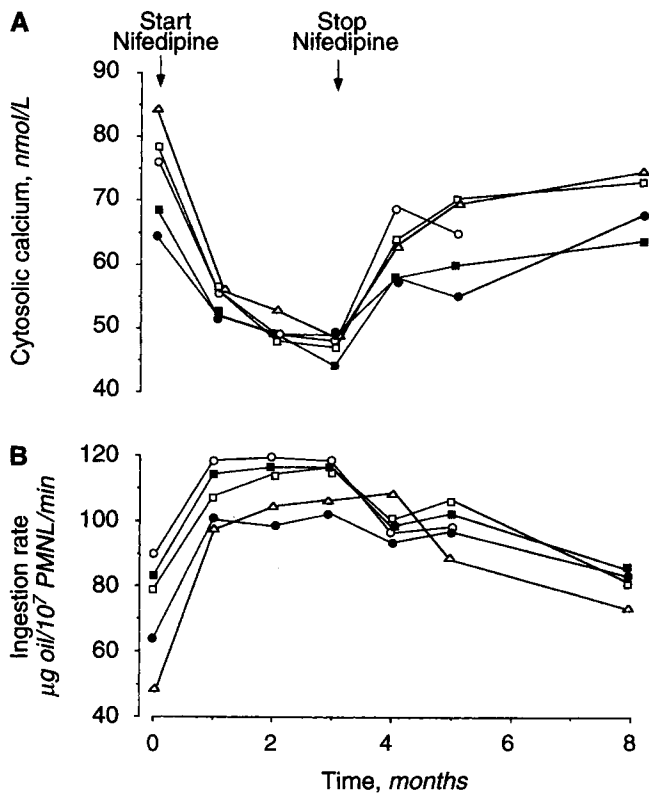 A
Start
Nifedipine
Stop
Nifedipine
90
80
70
60
50
40
Cytosolic calcium, nmol/L
B
120
100
80
60
40
Ingestion rate
µg oil/10⁷ PMNL/min
0 2 4 6 8
Time, months